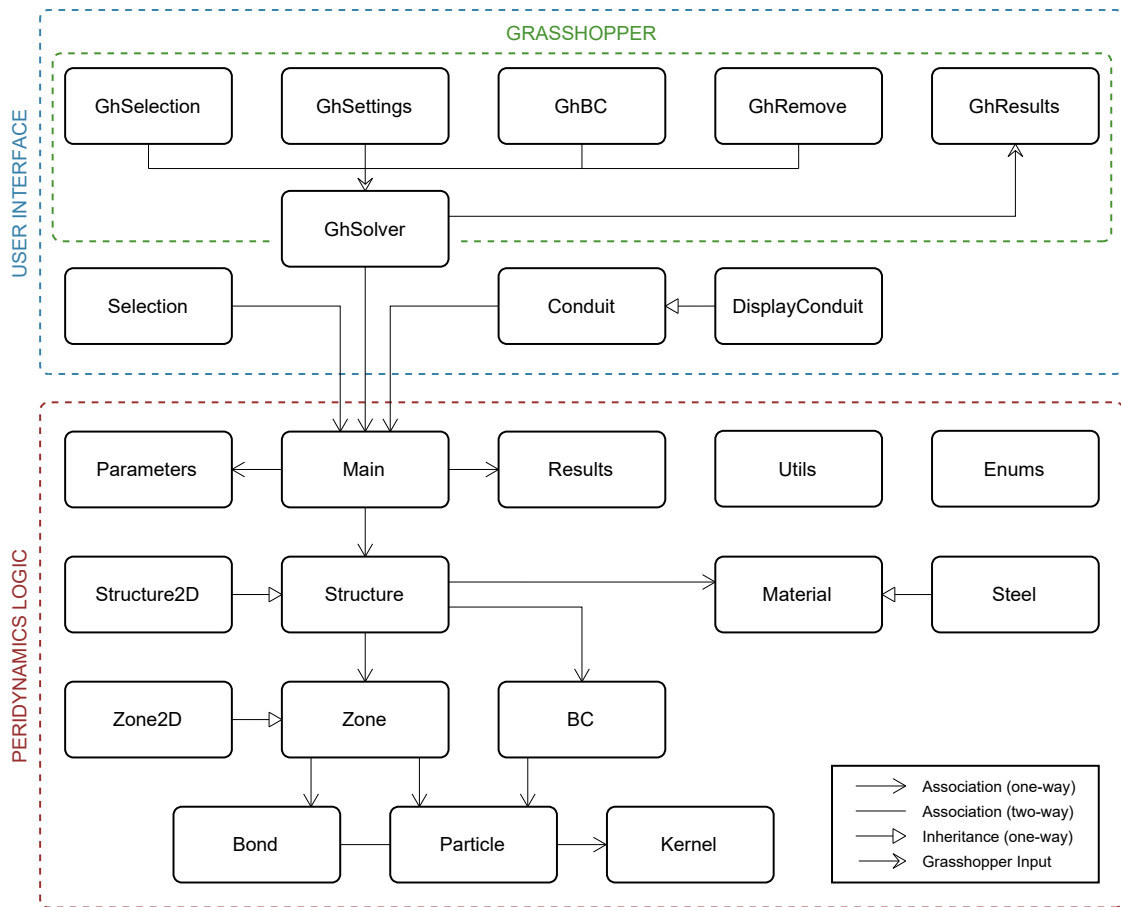 GRASSHOPPER
USER INTERFACE
GhSelection
GhSettings
GhBC
GhRemove
GhResults
GhSolver
Selection
Conduit
DisplayConduit
PERIDYNAMICS LOGIC
Parameters
Main
Results
Utils
Enums
Structure2D
Structure
Material
Steel
Zone2D
Zone
BC
Bond
Particle
Kernel
Association (one-way)
Association (two-way)
Inheritance (one-way)
Grasshopper Input